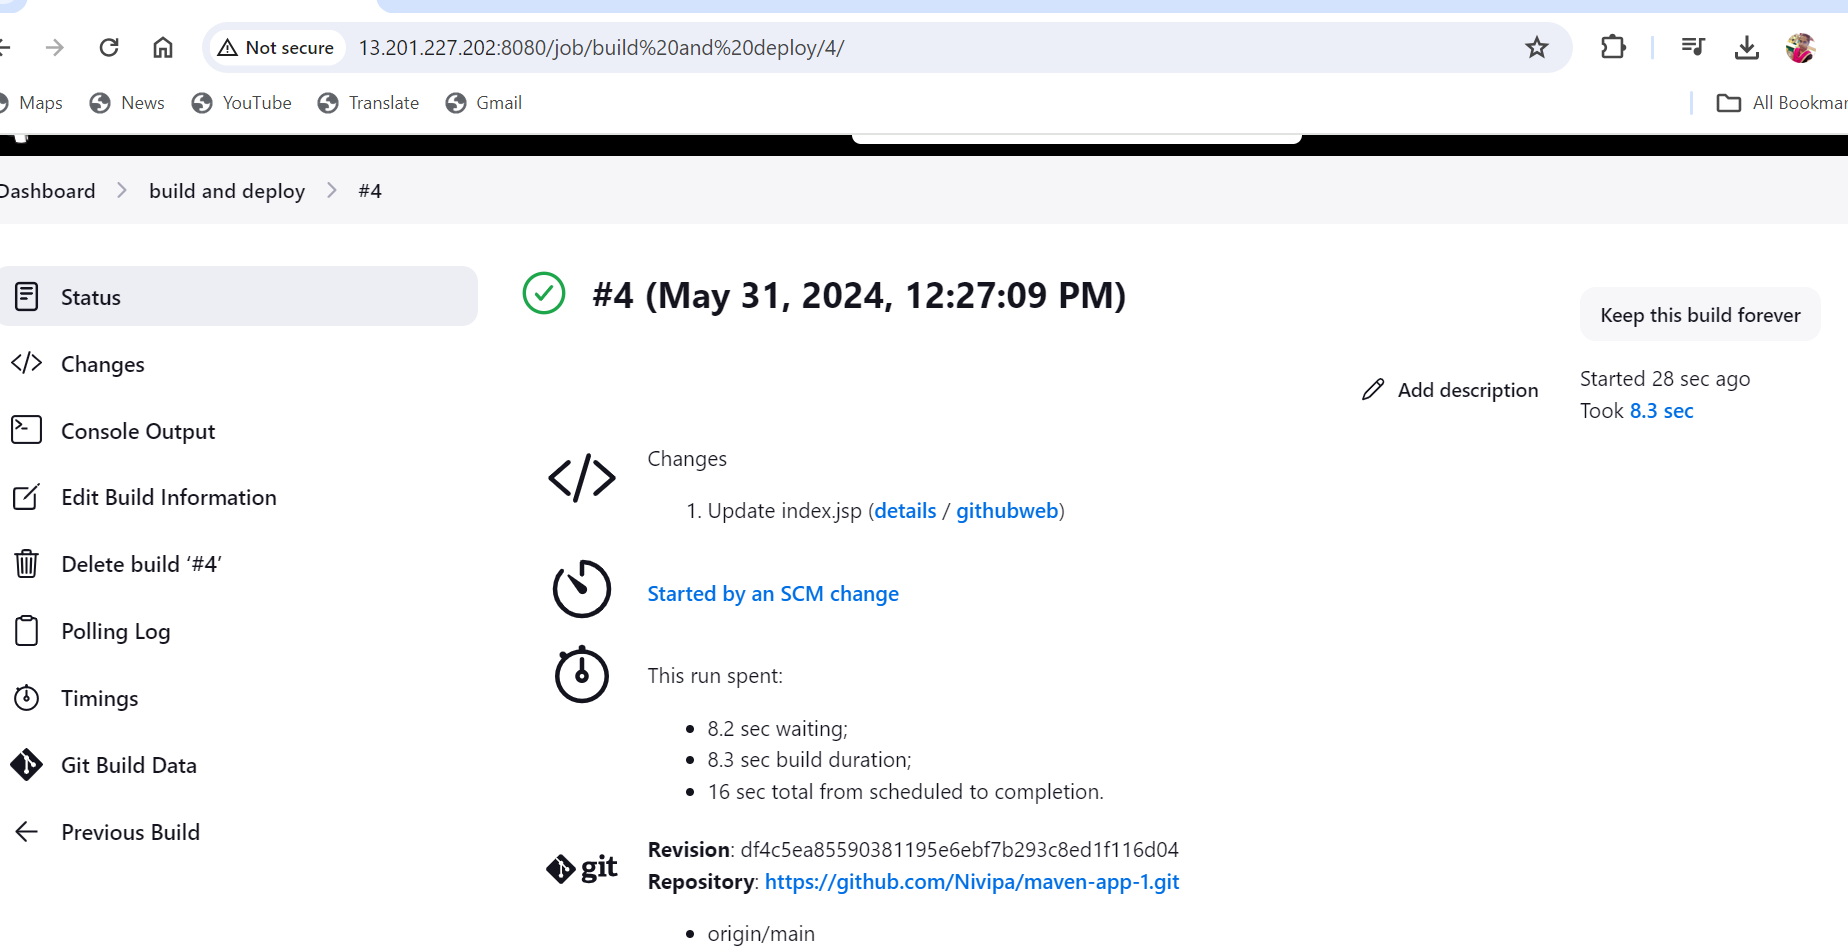 Not secure 13.201.227.202:8080/job/build%20and%20deploy/4/
Maps News YouTube Translate Gmail All Bookmar
Dashboard build and deploy #4
Status
Changes
Console Output
Edit Build Information
Delete build ‘#4’
Polling Log
Timings
Git Build Data
Previous Build
#4 (May 31, 2024, 12:27:09 PM)
Keep this build forever
Add description
Started 28 sec ago
Took 8.3 sec
Changes
1. Update index.jsp (details / githubweb)
Started by an SCM change
This run spent:
8.2 sec waiting;
8.3 sec build duration;
16 sec total from scheduled to completion.
git
Revision: df4c5ea85590381195e6ebf7b293c8ed1f116d04
Repository: https://github.com/Nivipa/maven-app-1.git
origin/main